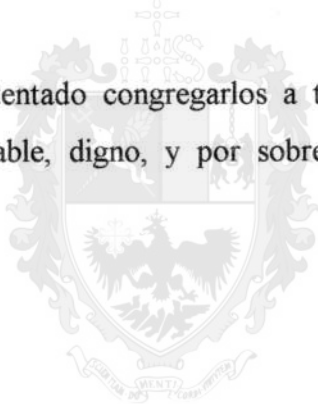 entado congregarlos a t
able, digno, y por sobre